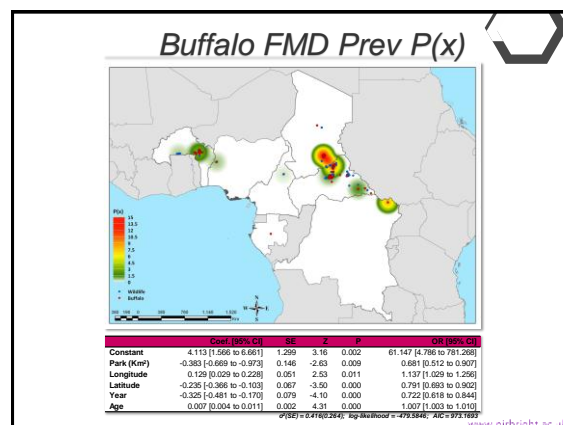 Buffalo FMD Prev P(x)
P(x)
15
13.5
12
10.5
9
7.5
6
4.5
3
1.5
0
Wildlife
Buffalo
Coef. [95% CI] SE Z P OR [95% CI]
Constant 4.113 [1.566 to 6.661] 1.299 3.16 0.002 61.147 [4.786 to 781.268]
Park (Km²) -0.383 [-0.669 to -0.973] 0.146 -2.63 0.009 0.681 [0.512 to 0.907]
Longitude 0.129 [0.029 to 0.228] 0.051 2.53 0.011 1.137 [1.029 to 1.256]
Latitude -0.235 [-0.366 to -0.103] 0.067 -3.50 0.000 0.791 [0.693 to 0.902]
Year -0.325 [-0.481 to -0.170] 0.079 -4.10 0.000 0.722 [0.618 to 0.844]
Age 0.007 [0.004 to 0.011] 0.002 4.31 0.000 1.007 [1.003 to 1.010]
σ²(SE) = 0.416(0.264); log-likelihood = -479.5846; AIC= 973.1693